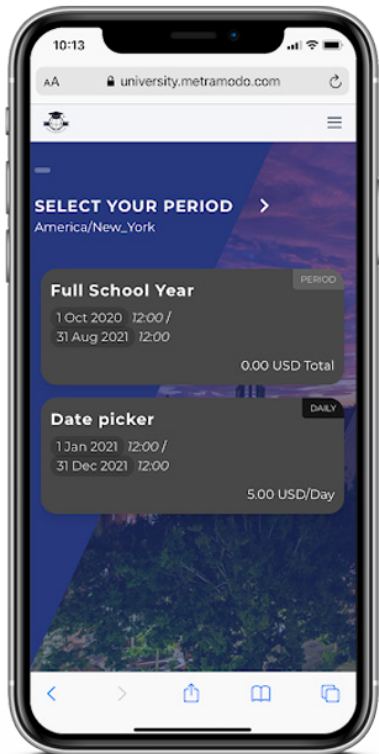 10:13
AA university.metramodo.com
SELECT YOUR PERIOD
America/New_York
PERIOD
Full School Year
1 Oct 2020 12:00 /
31 Aug 2021 12:00
0.00 USD Total
DAILY
Date picker
1 Jan 2021 12:00 /
31 Dec 2021 12:00
5.00 USD/Day